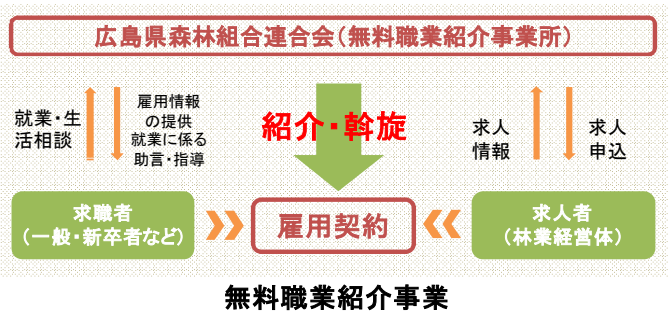 広島県森林組合連合会（無料職業紹介事業所）
就業・生
活相談
雇用情報
の提供
就業に係る
助言・指導
紹介・斡旋
求人
情報
求人
申込
求職者
（一般・新卒者など）
雇用契約
求人者
（林業経営体）
無料職業紹介事業